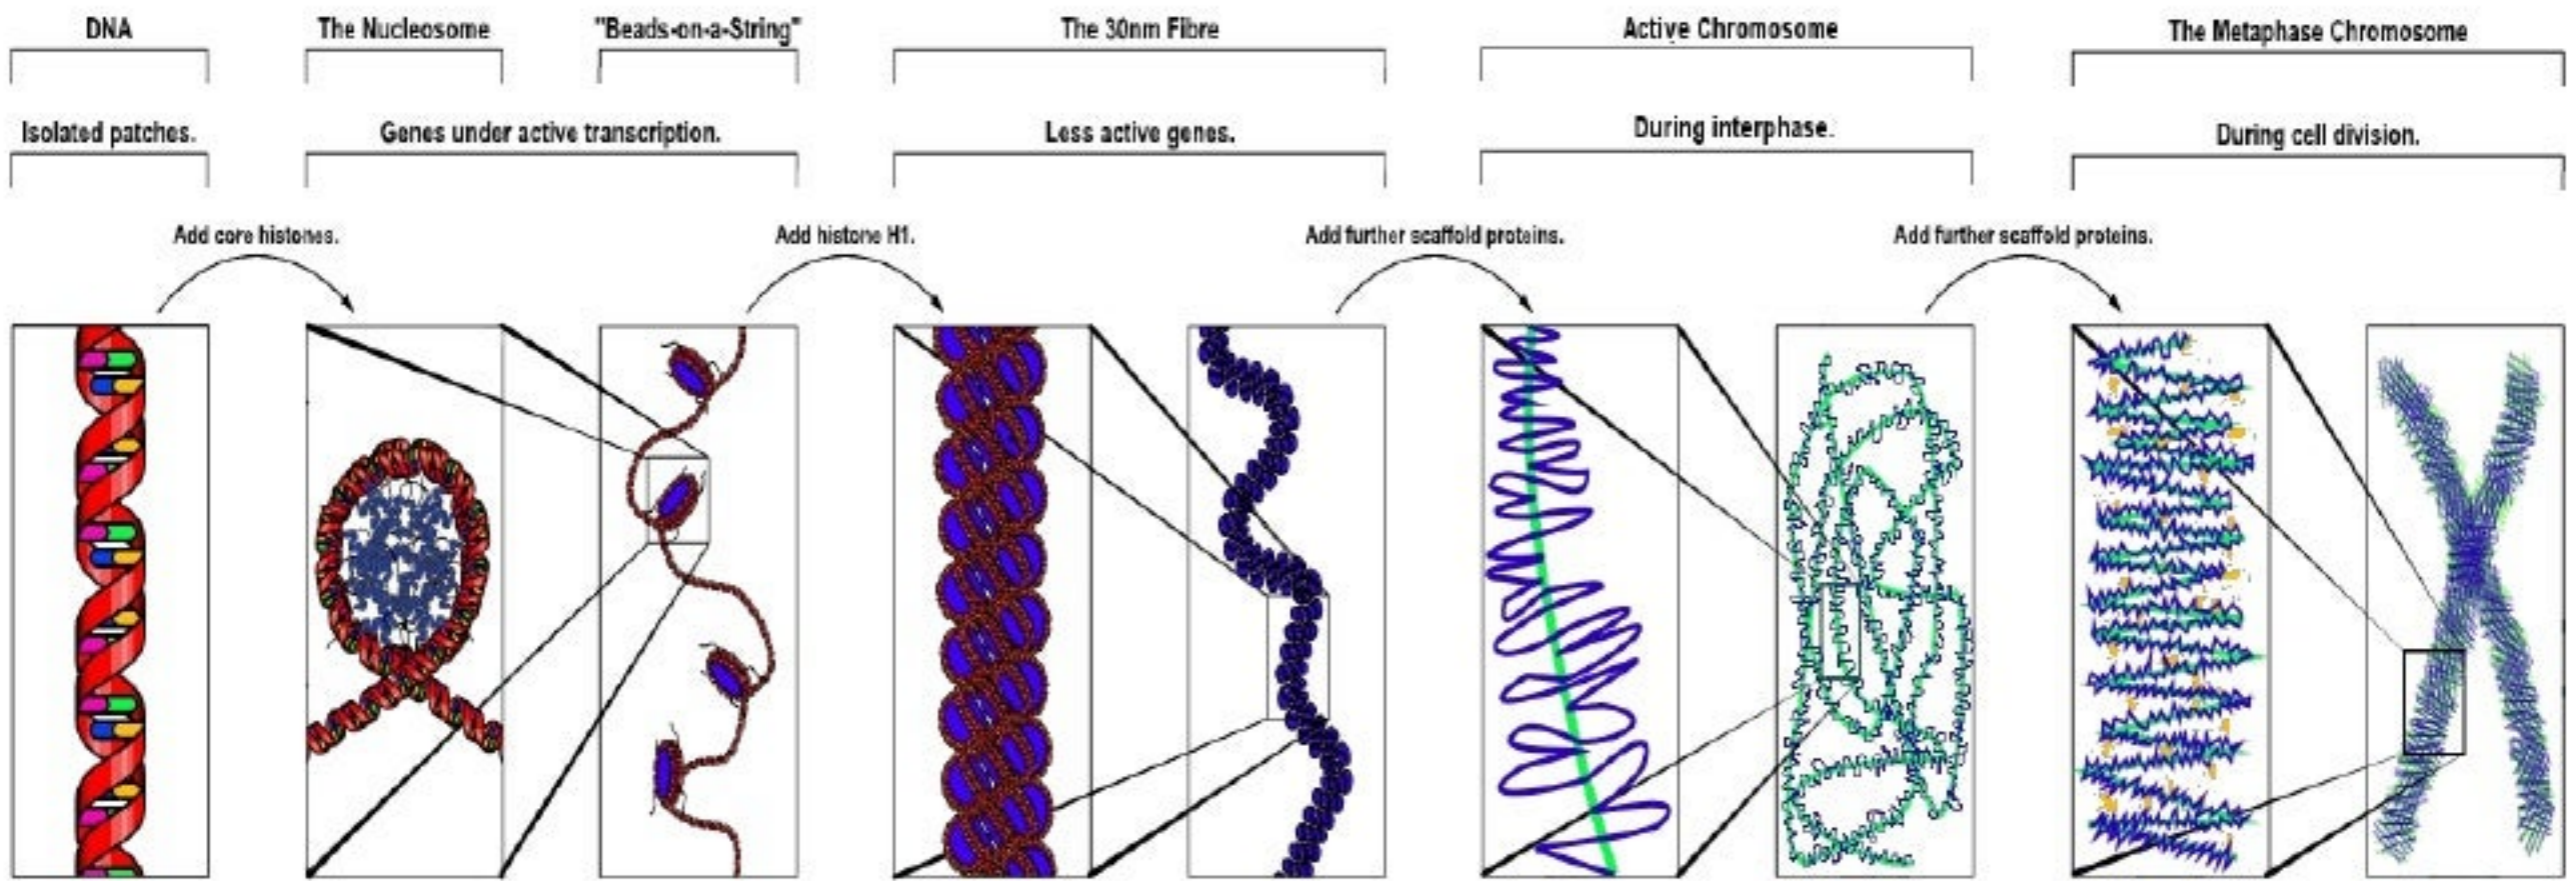 DNA
The Nucleosome
"Beads-on-a-String"
The 30nm Fibre
Active Chromosome
The Metaphase Chromosome
Isolated patches.
Genes under active transcription.
Less active genes.
During interphase.
During cell division.
Add core histones.
Add histone H1.
Add further scaffold proteins.
Add further scaffold proteins.